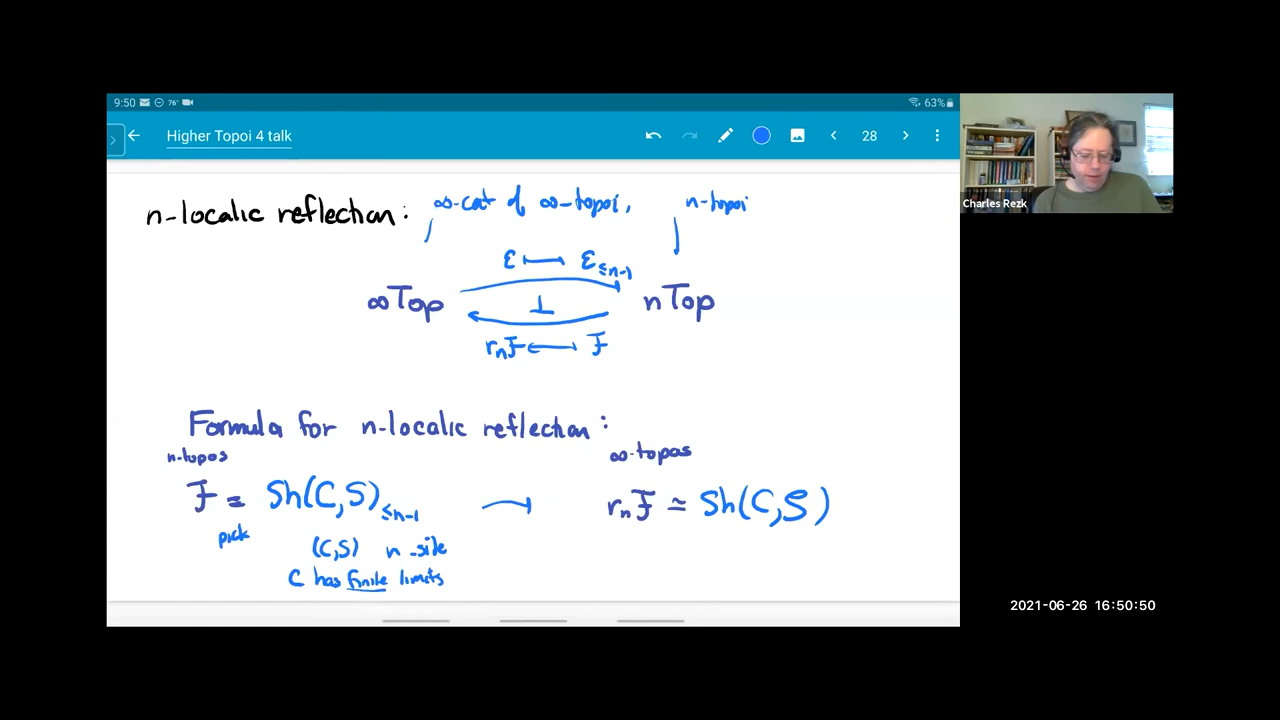 9:50 76° 63%
Higher Topoi 4 talk 28
n-localic reflection: ∞-cat of ∞-topoi, n-topoi
ℰ ⟼ ℰ≤n-1
∞Top ⊥ nTop
rₙℱ ⟻ ℱ
Formula for n-localic reflection:
n-topos ∞-topos
ℱ = Sh(C,S)≤n-1 → rₙℱ ≃ Sh(C,S)
pick
(C,S) n-site
C has finite limits
Charles Rezk
2021-06-26 16:50:50